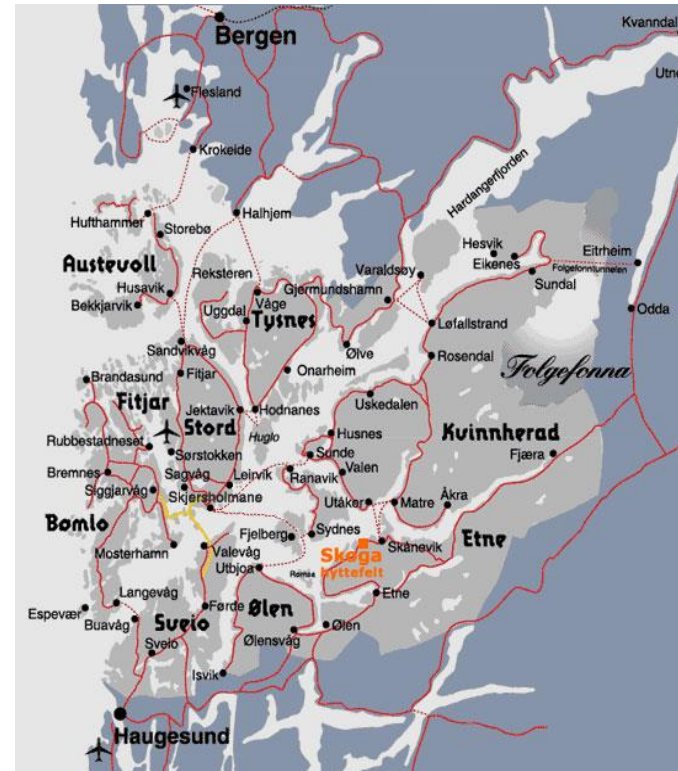 Kvanndal
Bergen
Utne
Flesland
Krokeide
Hardangerfjorden
Hufthammer
Halhjem
Storebø
Hesvik
Eitrheim
Austevoll
Reksteren
Varaldsøy
Eikenes
Folgefonntunnelen
Husavik
Gjermundshamn
Sundal
Bekkjarvik
Uggdal
Våge
Tysnes
Odda
Løfallstrand
Sandvikvåg
Ølve
Rosendal
Brandasund
Fitjar
Onarheim
Folgefonna
Fitjar
Uskedalen
Jektavik
Hodnanes
Stord
Huglo
Husnes
Kvinnherad
Rubbestadneset
Sørstokken
Sunde
Fjæra
Bremnes
Sagvåg
Leirvik
Ranavik
Valen
Siggjarvåg
Skjersholmane
Utåker
Matre
Åkra
Bømlo
Fjelberg
Sydnes
Etne
Mosterhamn
Valevåg
Skånevik
Utbjoa
Skoga
hyttefelt
Langevåg
Etne
Espevær
Førde
Ølen
Buavåg
Sveio
Ølen
Sveio
Ølensvåg
Isvik
Haugesund